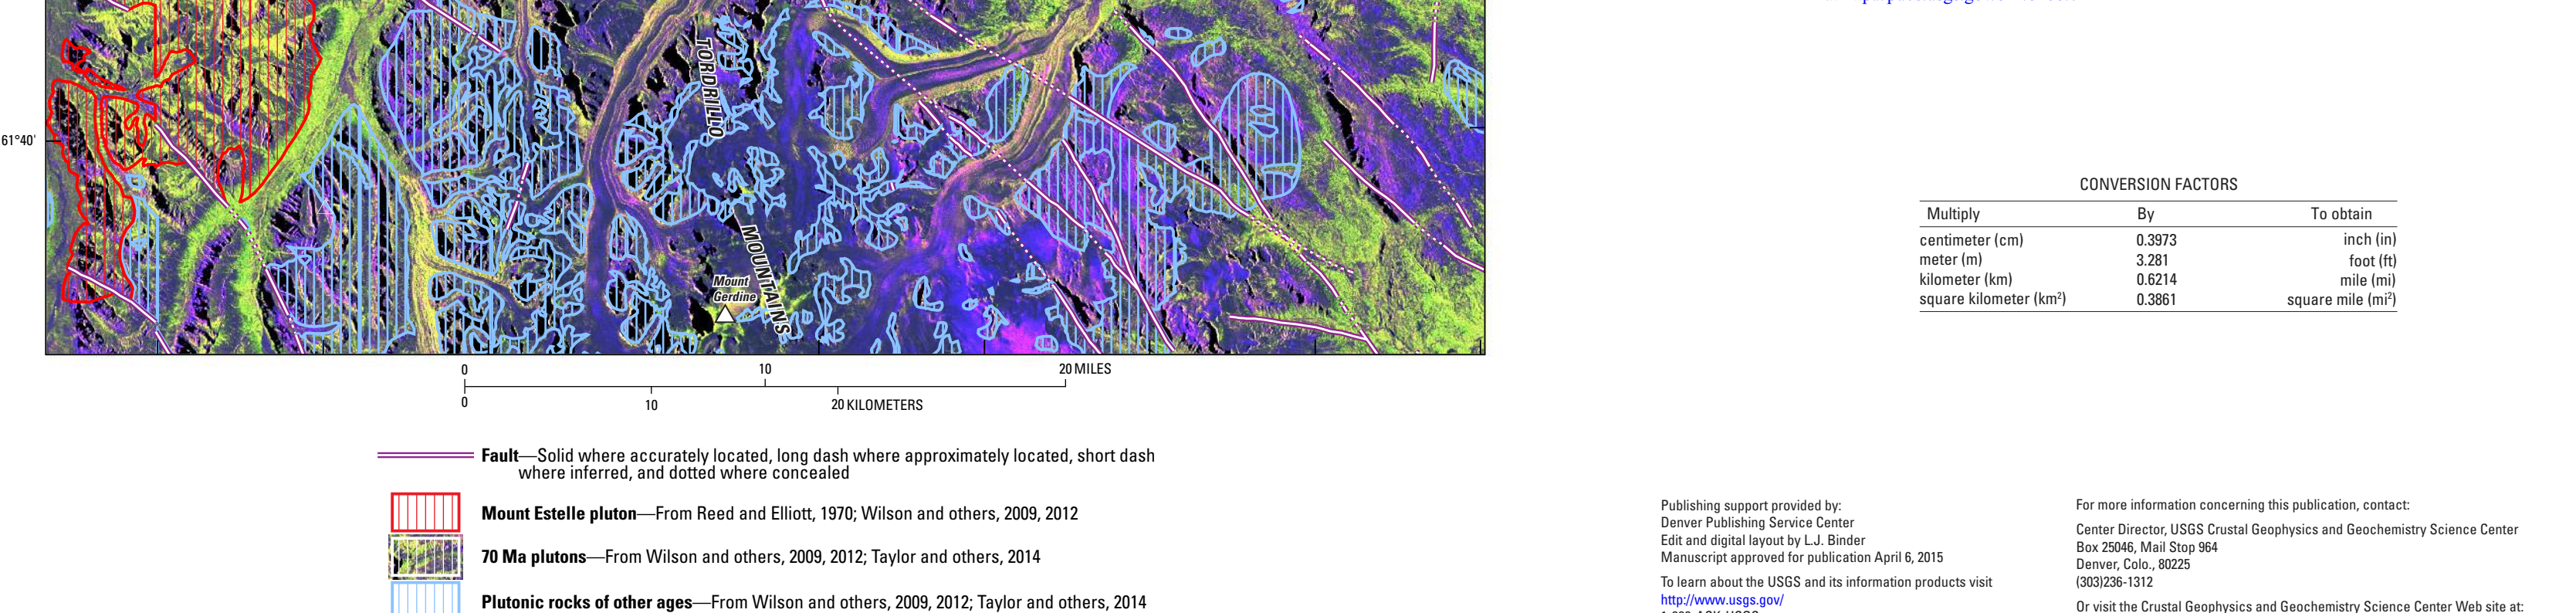 TORDRILLO
61°40'
MOUNTAINS
Mount
Gerdine
0 10 20 MILES
0 10 20 KILOMETERS
Fault—Solid where accurately located, long dash where approximately located, short dash
where inferred, and dotted where concealed
Mount Estelle pluton—From Reed and Elliott, 1970; Wilson and others, 2009, 2012
70 Ma plutons—From Wilson and others, 2009, 2012; Taylor and others, 2014
Plutonic rocks of other ages—From Wilson and others, 2009, 2012; Taylor and others, 2014
CONVERSION FACTORS
Multiply By To obtain
centimeter (cm) 0.3973 inch (in)
meter (m) 3.281 foot (ft)
kilometer (km) 0.6214 mile (mi)
square kilometer (km²) 0.3861 square mile (mi²)
Publishing support provided by:
Denver Publishing Service Center
Edit and digital layout by L.J. Binder
Manuscript approved for publication April 6, 2015
To learn about the USGS and its information products visit
http://www.usgs.gov/
For more information concerning this publication, contact:
Center Director, USGS Crustal Geophysics and Geochemistry Science Center
Box 25046, Mail Stop 964
Denver, Colo., 80225
(303)236-1312
Or visit the Crustal Geophysics and Geochemistry Science Center Web site at: